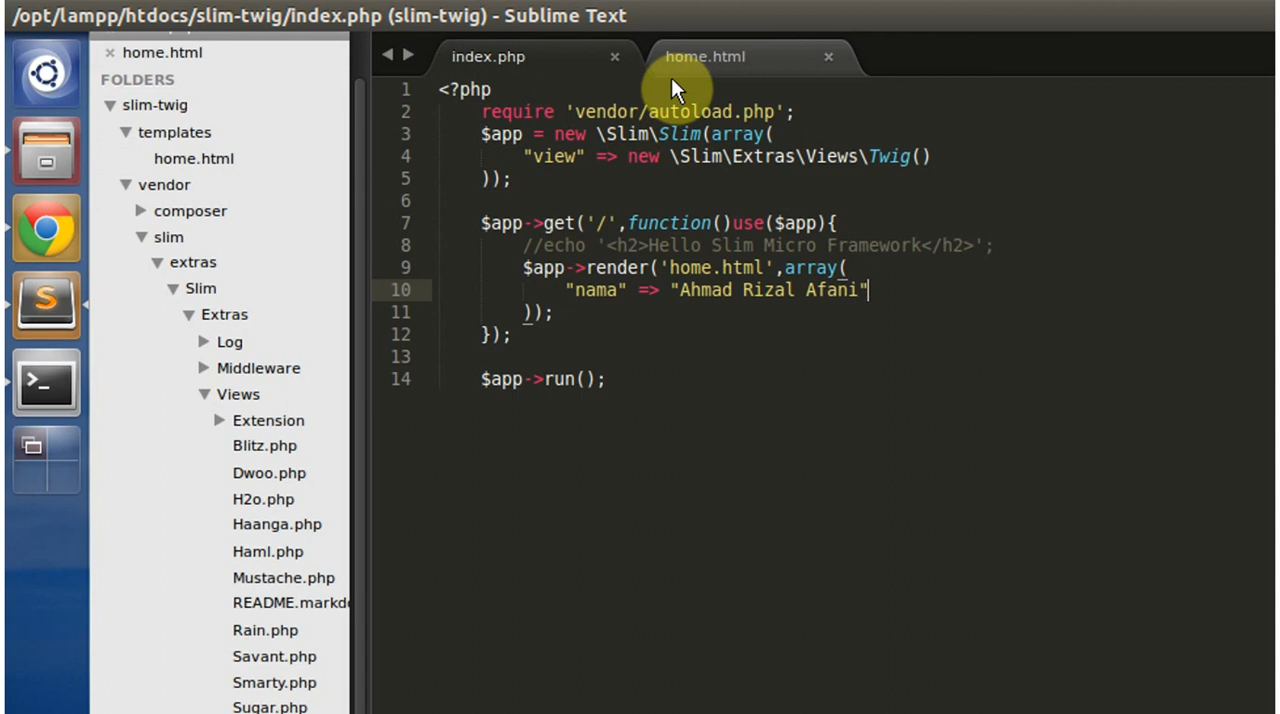 /opt/lampp/htdocs/slim-twig/index.php (slim-twig) - Sublime Text
home.html
FOLDERS
slim-twig
templates
home.html
vendor
composer
slim
extras
Slim
Extras
Log
Middleware
Views
Extension
Blitz.php
Dwoo.php
H2o.php
Haanga.php
Haml.php
Mustache.php
README.markdo
Rain.php
Savant.php
Smarty.php
Sugar.php
index.php
home.html
1 <?php
2 require 'vendor/autoload.php';
3 $app = new \Slim\Slim(array(
4 "view" => new \Slim\Extras\Views\Twig()
5 ));
6
7 $app->get('/',function()use($app){
8 //echo '<h2>Hello Slim Micro Framework</h2>';
9 $app->render('home.html',array(
10 "nama" => "Ahmad Rizal Afani"
11 ));
12 });
13
14 $app->run();